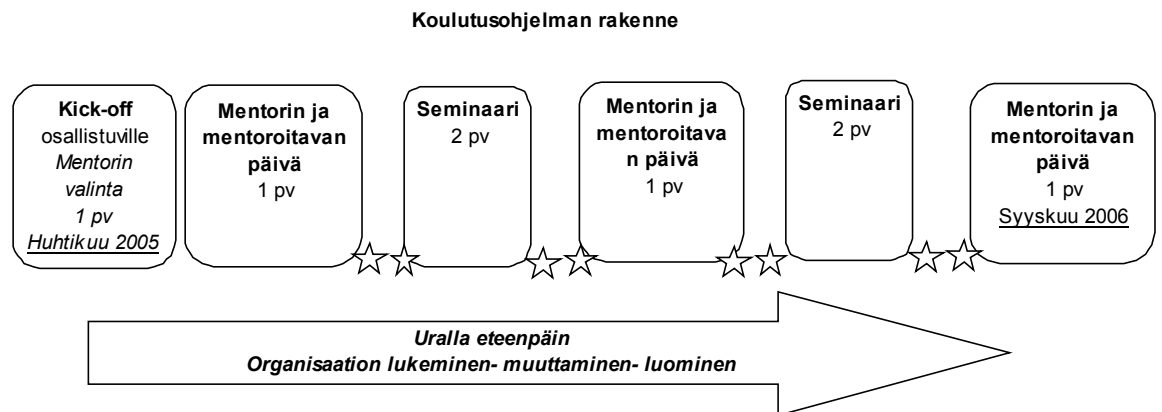 Koulutusohjelman rakenne
Kick-off
osallistuville
Mentorin
valinta
1 pv
Huhtikuu 2005
Mentorin ja
mentoroitavan
päivä
1 pv
Seminaari
2 pv
Mentorin ja
mentoroitava
n päivä
1 pv
Seminaari
2 pv
Mentorin ja
mentoroitavan
päivä
1 pv
Syyskuu 2006
Uralla eteenpäin
Organisaation lukeminen- muuttaminen- luominen